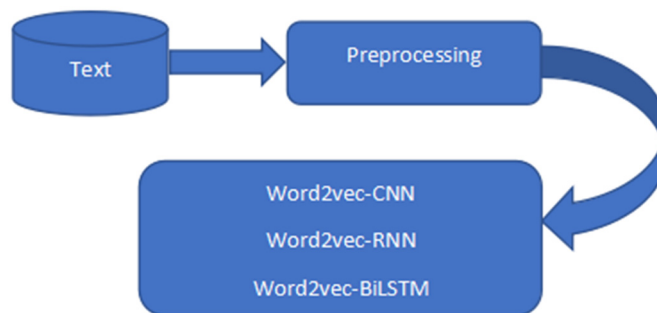 Text
Preprocessing
Word2vec-CNN
Word2vec-RNN
Word2vec-BiLSTM